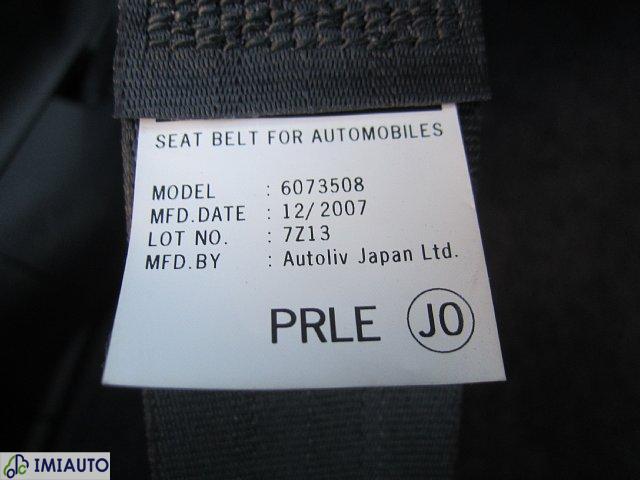 SEAT BELT FOR AUTOMOBILES
MODEL : 6073508
MFD.DATE : 12/2007
LOT NO. : 7Z13
MFD.BY : Autoliv Japan Ltd.
PRLE JO
IMIAUTO